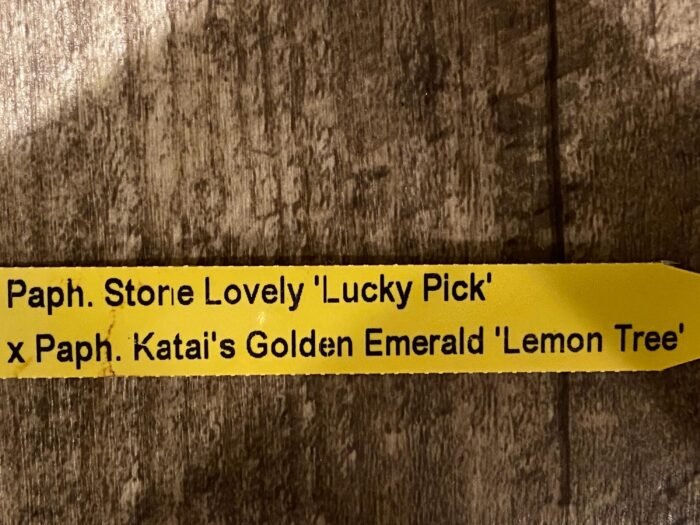 Paph. Stone Lovely 'Lucky Pick'
x Paph. Katai's Golden Emerald 'Lemon Tree'